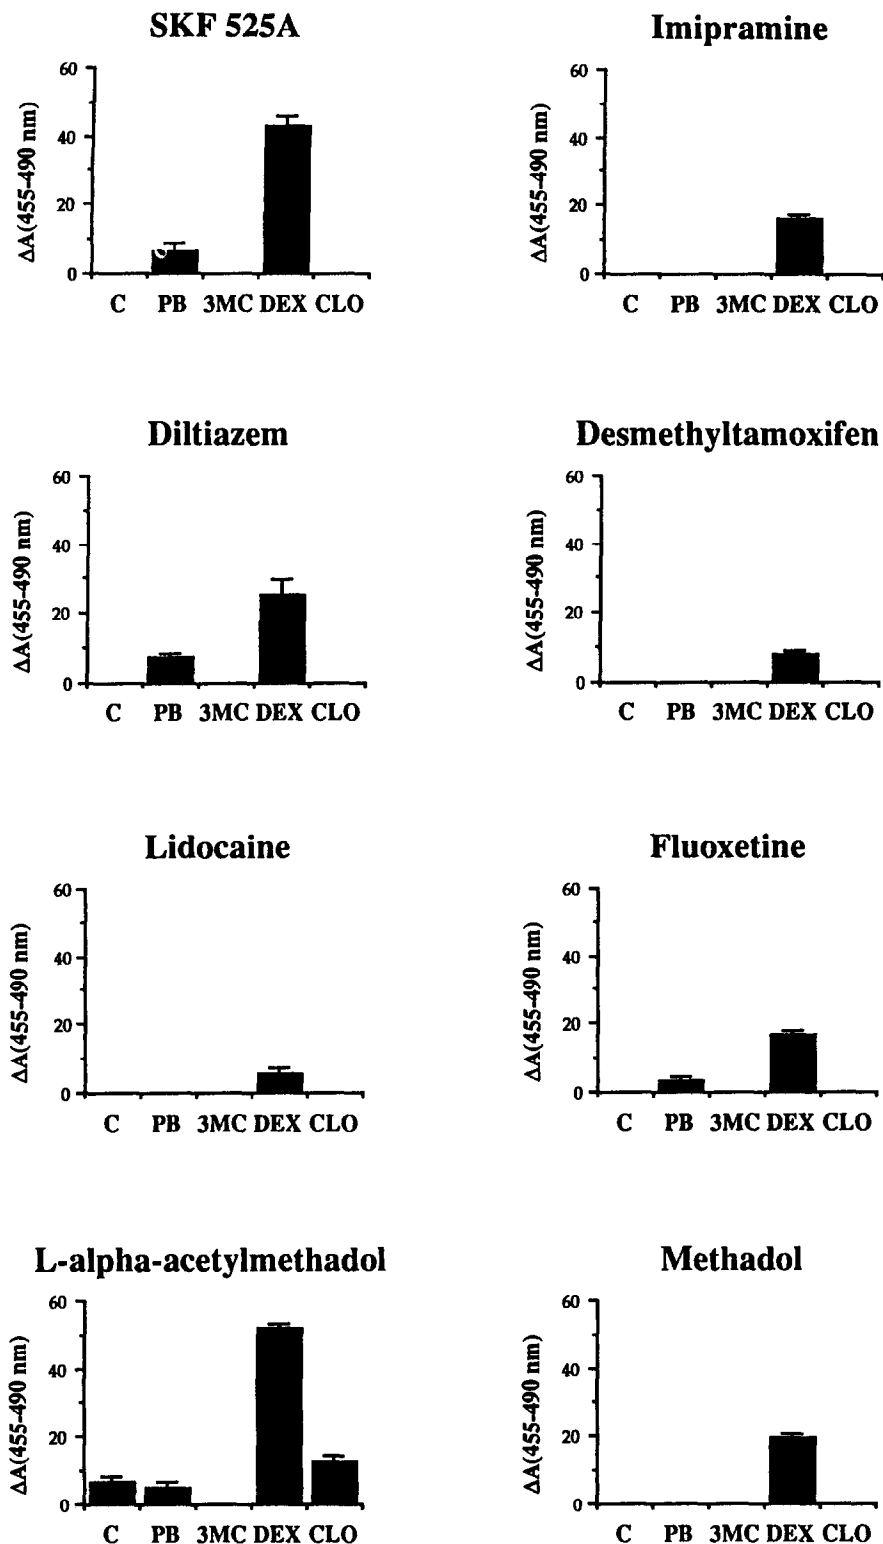 SKF 525A
ΔA(455-490 nm)
60
40
20
0
C PB 3MC DEX CLO
Imipramine
ΔA(455-490 nm)
60
40
20
0
C PB 3MC DEX CLO
Diltiazem
ΔA(455-490 nm)
60
40
20
0
C PB 3MC DEX CLO
Desmethyltamoxifen
ΔA(455-490 nm)
60
40
20
0
C PB 3MC DEX CLO
Lidocaine
ΔA(455-490 nm)
60
40
20
0
C PB 3MC DEX CLO
Fluoxetine
ΔA(455-490 nm)
60
40
20
0
C PB 3MC DEX CLO
L-alpha-acetylmethadol
ΔA(455-490 nm)
60
40
20
0
C PB 3MC DEX CLO
Methadol
ΔA(455-490 nm)
60
40
20
0
C PB 3MC DEX CLO